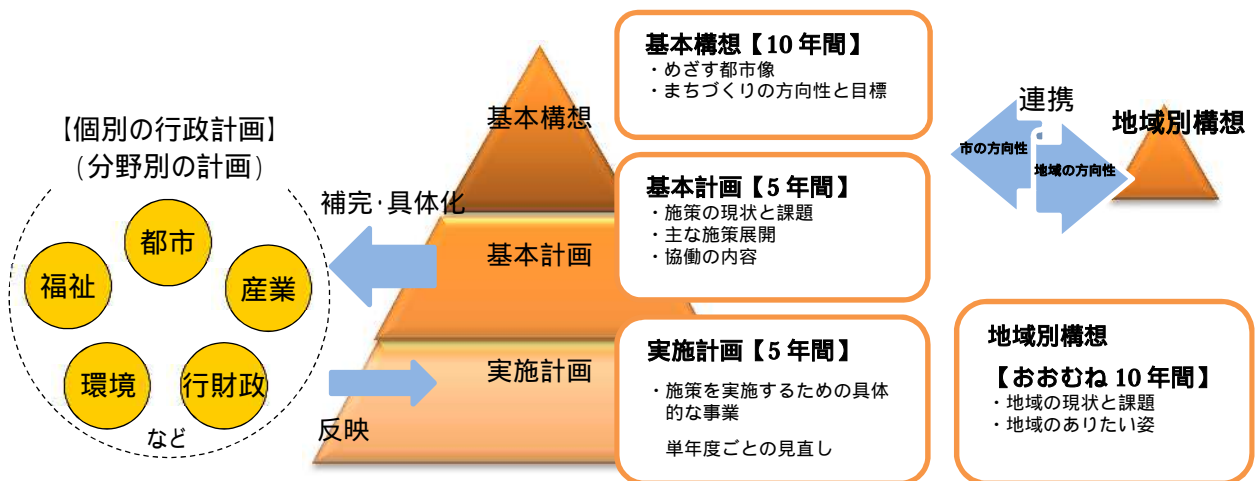 【個別の行政計画】
(分野別の計画)
都市
福祉
産業
環境
行財政
など
補完・具体化
反映
基本構想
基本計画
実施計画
基本構想【10年間】
・めざす都市像
・まちづくりの方向性と目標
基本計画【5年間】
・施策の現状と課題
・主な施策展開
・協働の内容
実施計画【5年間】
・施策を実施するための具体
的な事業
単年度ごとの見直し
連携
市の方向性
地域の方向性
地域別構想
地域別構想
【おおむね10年間】
・地域の現状と課題
・地域のありたい姿